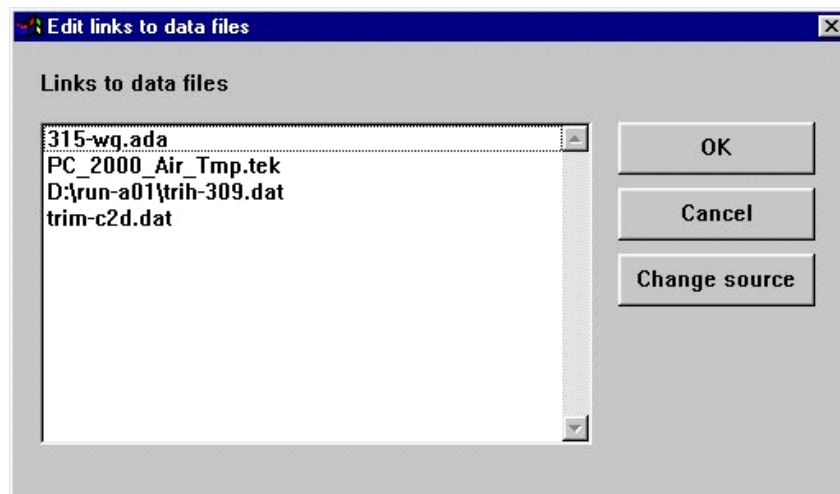 Edit links to data files
Links to data files
315-wq.ada
PC_2000_Air_Tmp.tek
D:\run-a01\trih-309.dat
trim-c2d.dat
OK
Cancel
Change source